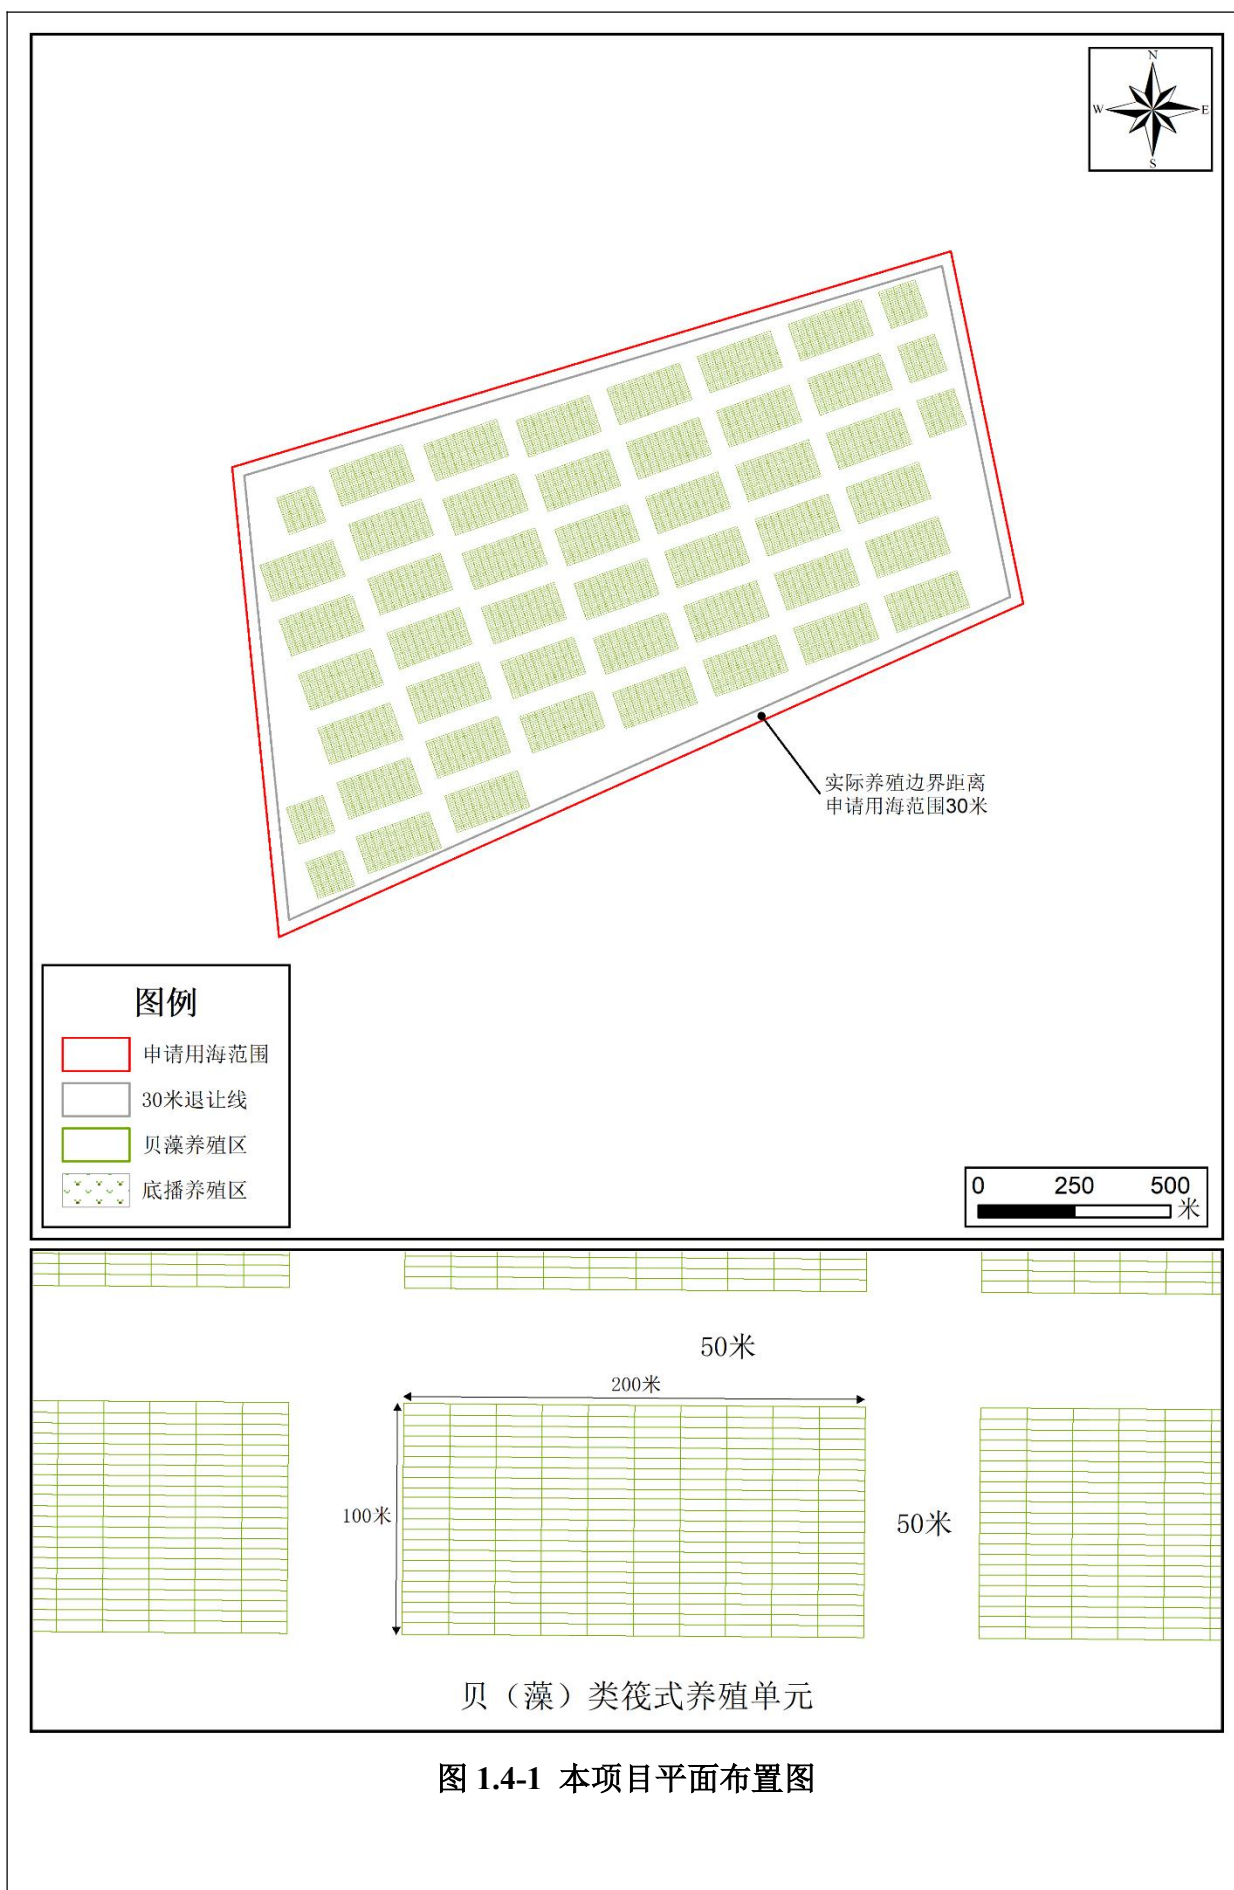 N
W
E
S
实际养殖边界距离
申请用海范围30米
图例
申请用海范围
30米退让线
贝藻养殖区
底播养殖区
0 250 500
米
50米
200米
100米
50米
贝（藻）类筏式养殖单元
图 1.4-1 本项目平面布置图